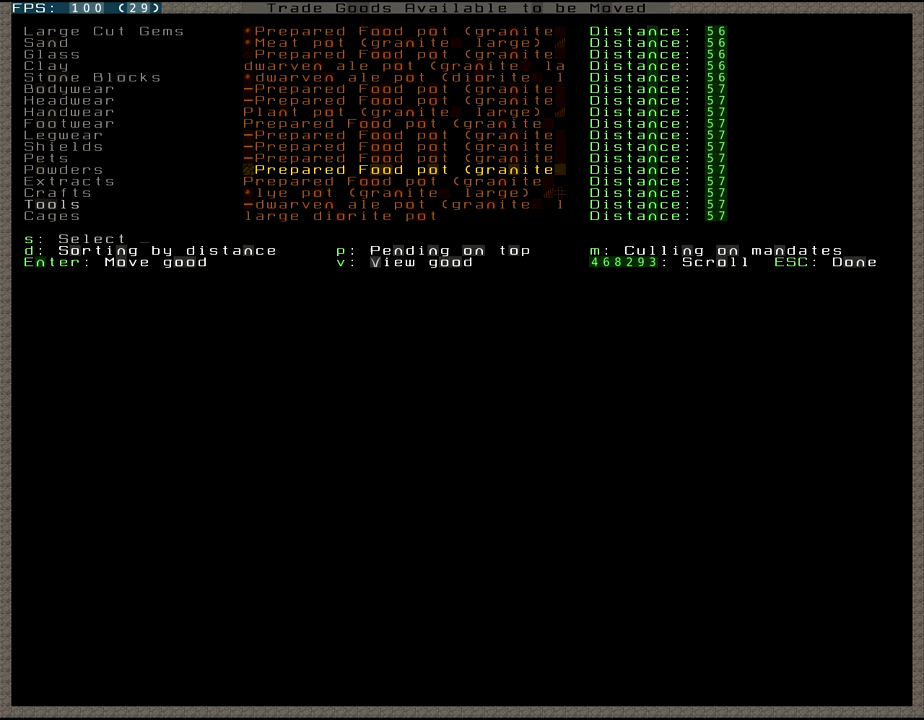 FPS: 100 (29) Trade Goods Available to be Moved
Large Cut Gems *Prepared Food pot (granite Distance: 56
Sand *Meat pot (granite large) Distance: 56
Glass Prepared Food pot (granite Distance: 56
Clay dwarven ale pot (granite la Distance: 56
Stone Blocks *dwarven ale pot (diorite l Distance: 56
Bodywear -Prepared Food pot (granite Distance: 57
Headwear -Prepared Food pot (granite Distance: 57
Handwear Plant pot (granite large) Distance: 57
Footwear Prepared Food pot (granite Distance: 57
Legwear -Prepared Food pot (granite Distance: 57
Shields -Prepared Food pot (granite Distance: 57
Pets -Prepared Food pot (granite Distance: 57
Powders Prepared Food pot (granite Distance: 57
Extracts Prepared Food pot (granite Distance: 57
Crafts *lye pot (granite large) Distance: 57
Tools -dwarven ale pot (granite l Distance: 57
Cages large diorite pot Distance: 57
s: Select _
d: Sorting by distance p: Pending on top m: Culling on mandates
Enter: Move good v: View good 468293: Scroll ESC: Done